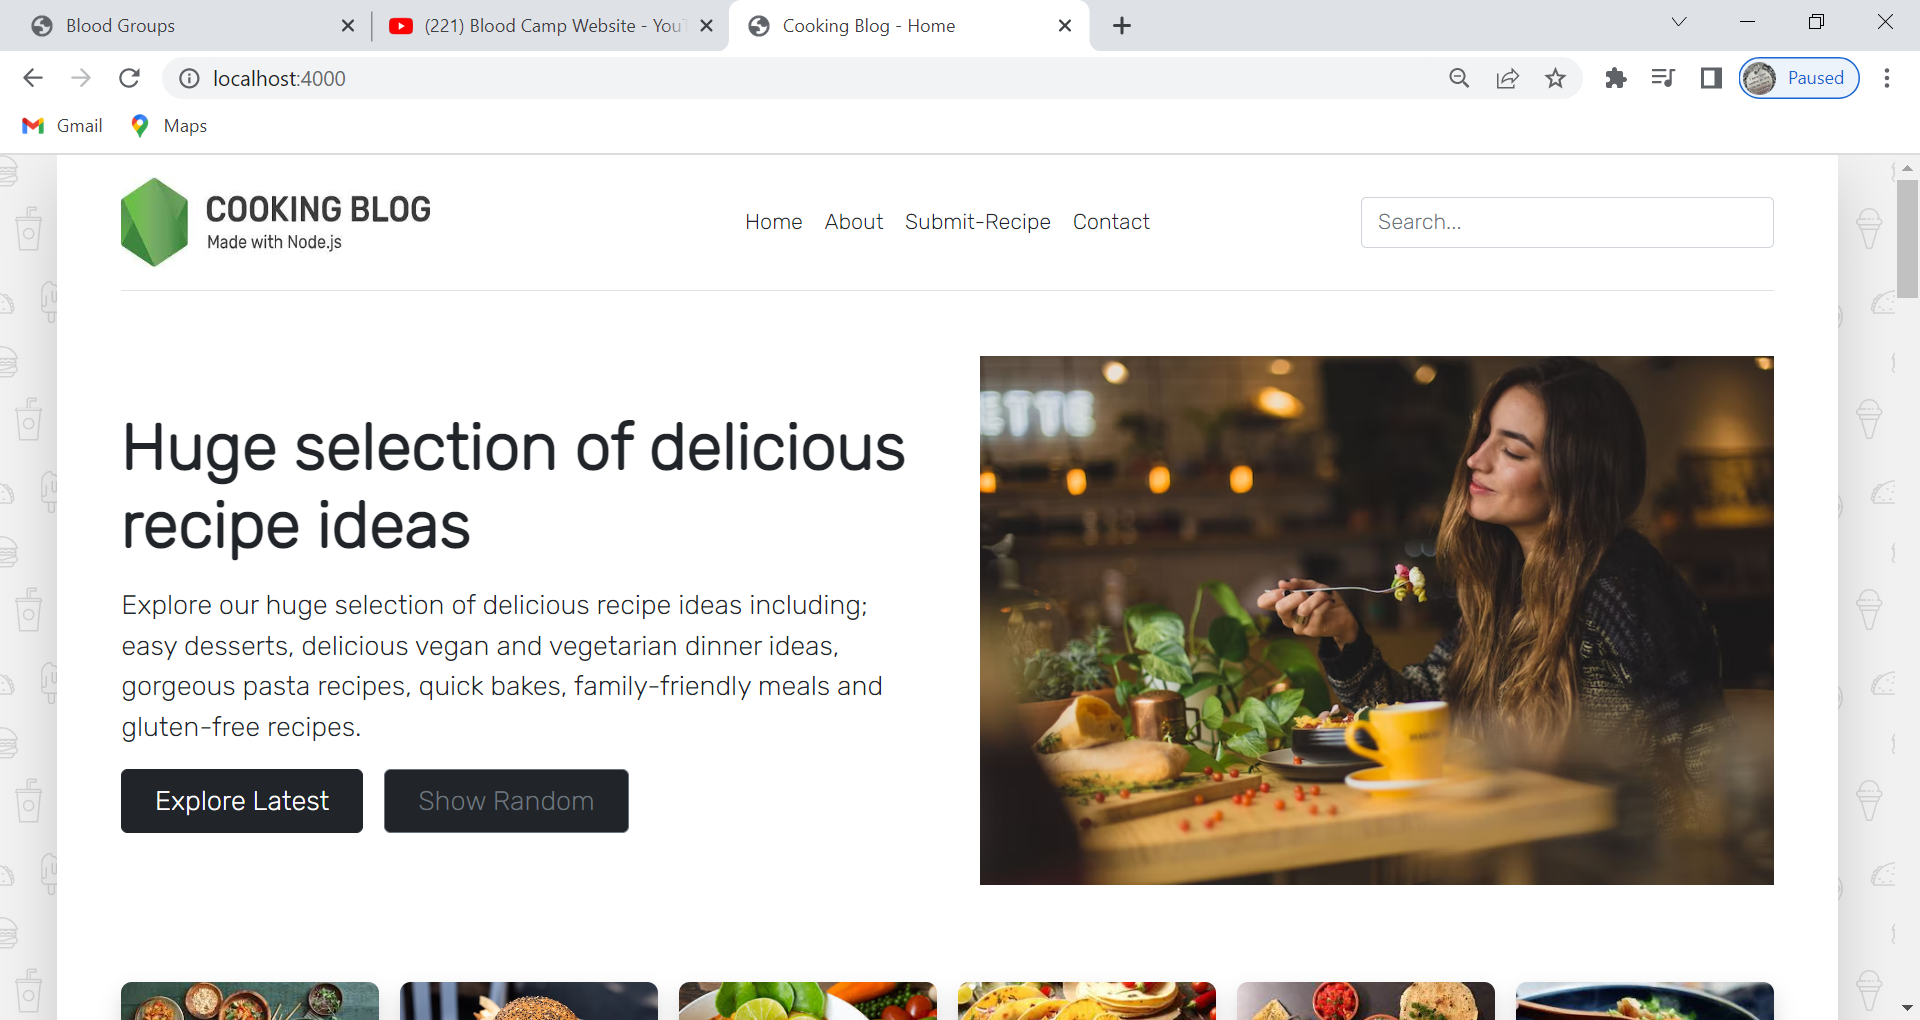 Blood Groups
(221) Blood Camp Website - You
Cooking Blog - Home
localhost:4000
Paused
Gmail
Maps
COOKING BLOG
Made with Node.js
Home
About
Submit-Recipe
Contact
Search...
ETTE
Huge selection of delicious
recipe ideas
Explore our huge selection of delicious recipe ideas including;
easy desserts, delicious vegan and vegetarian dinner ideas,
gorgeous pasta recipes, quick bakes, family-friendly meals and
gluten-free recipes.
Explore Latest
Show Random